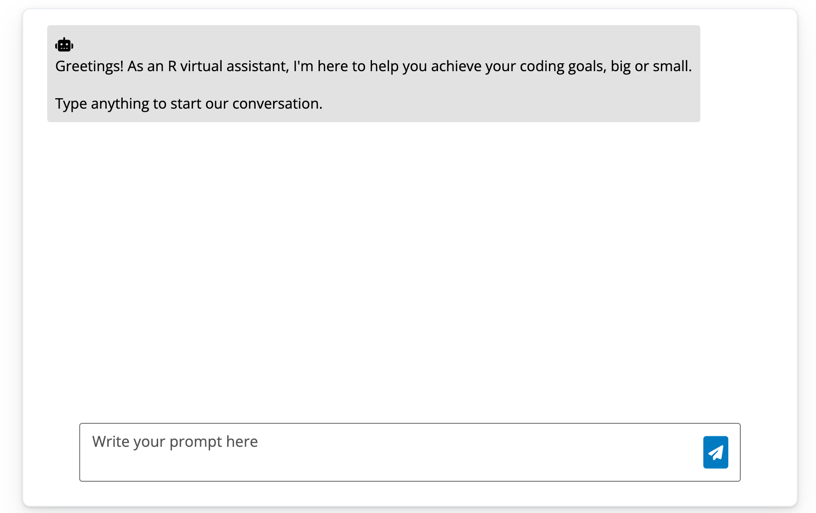 Greetings! As an R virtual assistant, I'm here to help you achieve your coding goals, big or small.
Type anything to start our conversation.
Write your prompt here